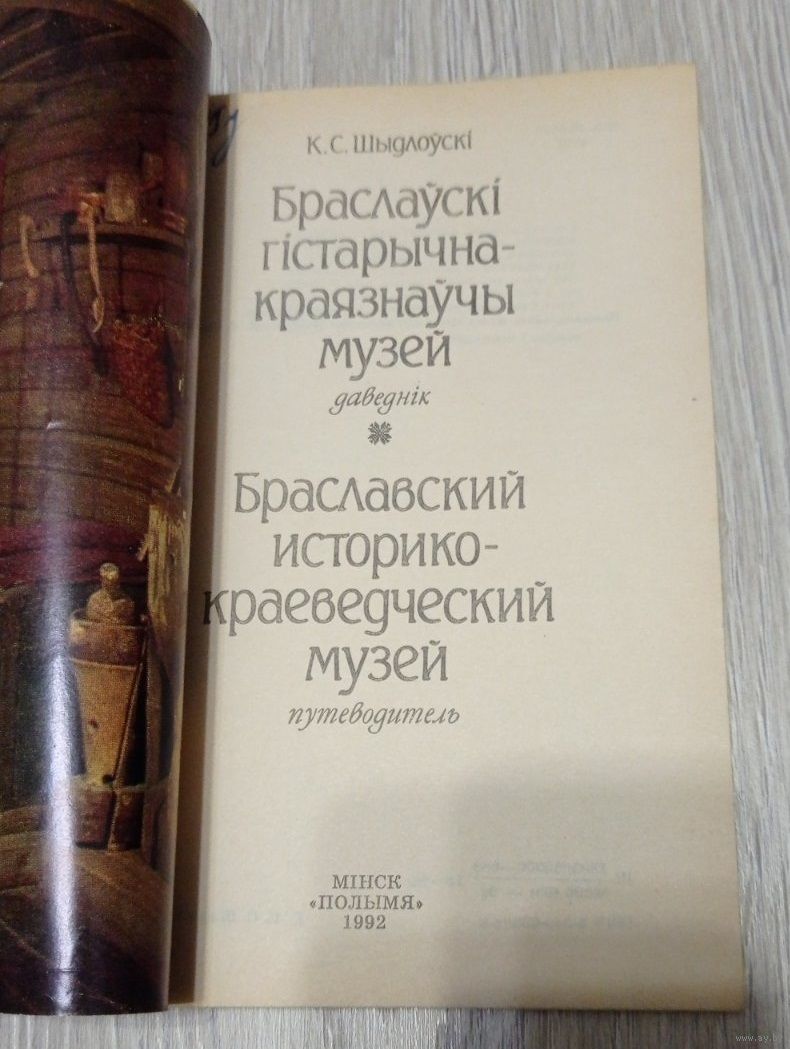 К. С. Шыдлоўскі
Браслаўскі
гістарычна-
краязнаўчы
музей
даведнік
Браславский
историко-
краеведческий
музей
путеводитель
МІНСК
«ПОЛЫМЯ»
1992